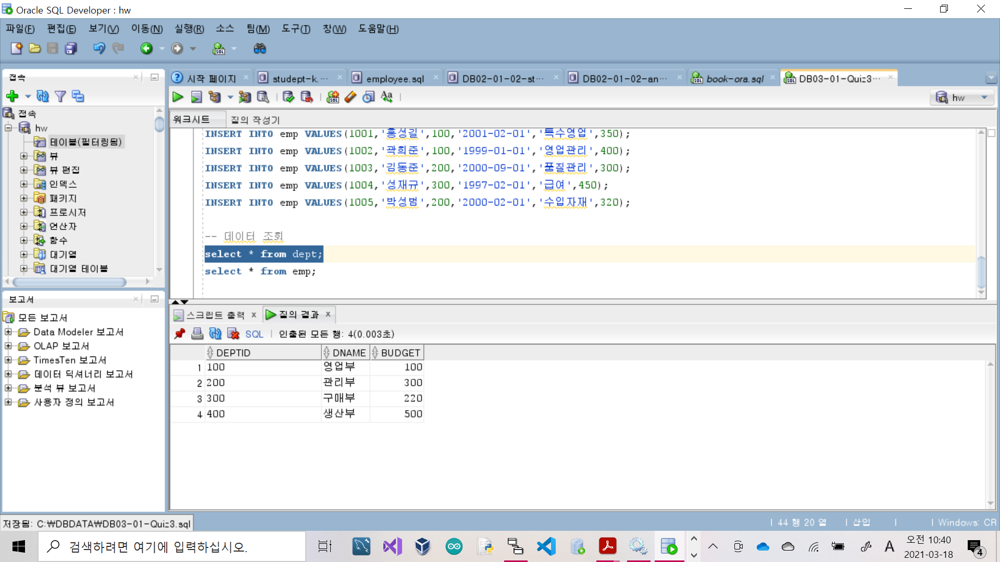 Oracle SQL Developer : hw
파일(F) 편집(E) 보기(V) 이동(N) 실행(R) 소스 팀(M) 도구(T) 창(W) 도움말(H)
접속
시작 페이지
studept-k....
employee.sql
DB02-01-02-st...
DB02-01-02-an...
book-ora.sql
DB03-01-Quiz3...
hw
접속
hw
테이블(필터링됨)
뷰
뷰 편집
인덱스
패키지
프로시저
연산자
함수
대기열
대기열 테이블
워크시트 질의 작성기
INSERT INTO emp VALUES(1001,'홍성길',100,'2001-02-01','특수영업',350);
INSERT INTO emp VALUES(1002,'곽희준',100,'1999-01-01','영업관리',400);
INSERT INTO emp VALUES(1003,'김동준',200,'2000-09-01','품질관리',300);
INSERT INTO emp VALUES(1004,'성재규',300,'1997-02-01','급여',450);
INSERT INTO emp VALUES(1005,'박성범',200,'2000-02-01','수입자재',320);
-- 데이터 조회
select * from dept;
select * from emp;
보고서
모든 보고서
Data Modeler 보고서
OLAP 보고서
TimesTen 보고서
데이터 딕셔너리 보고서
분석 뷰 보고서
사용자 정의 보고서
스크립트 출력 x 질의 결과 x
SQL | 인출된 모든 행: 4(0.003초)
DEPTID DNAME BUDGET
1 100 영업부 100
2 200 관리부 300
3 300 구매부 220
4 400 생산부 500
저장됨: C:₩DBDATA₩DB03-01-Quiz3.sql
44 행 20 열 | 삽입 | Windows: CR
검색하려면 여기에 입력하십시오.
A
오전 10:40
2021-03-18
4